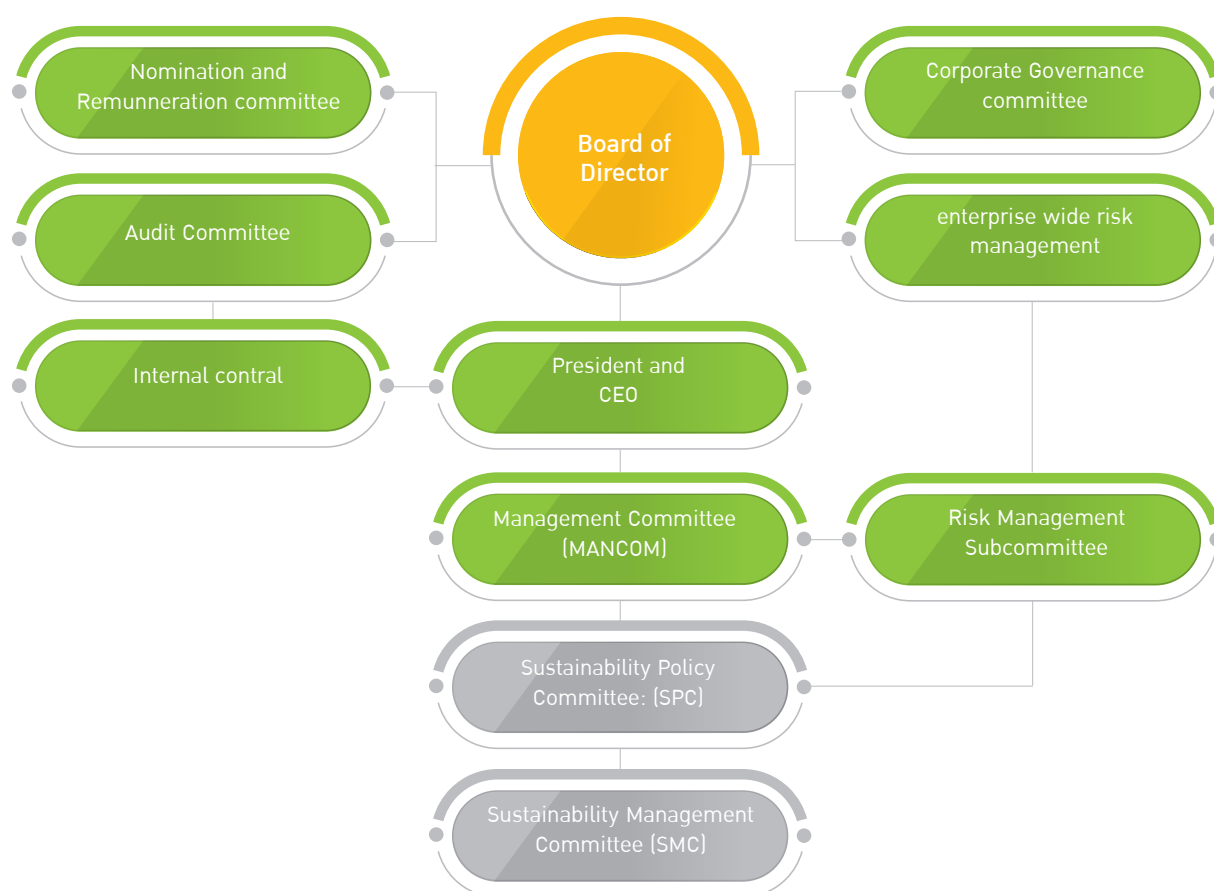 Nomination and
Remunneration committee
Board of
Director
Corporate Governance
committee
Audit Committee
enterprise wide risk
management
Internal contral
President and
CEO
Management Committee
(MANCOM)
Risk Management
Subcommittee
Sustainability Policy
Committee: (SPC)
Sustainability Management
Committee (SMC)